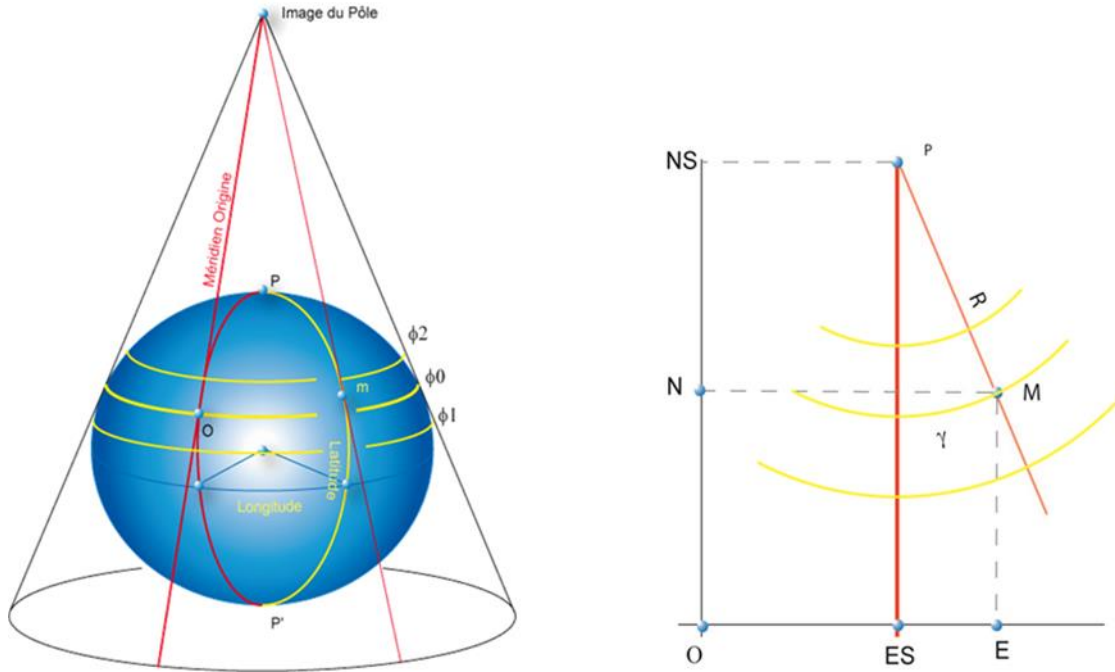 Image du Pôle
Méridien Origine
P
ϕ2
ϕ0
m
ϕ1
O
Latitude
Longitude
P'
NS
P
R
N
M
γ
O
ES
E